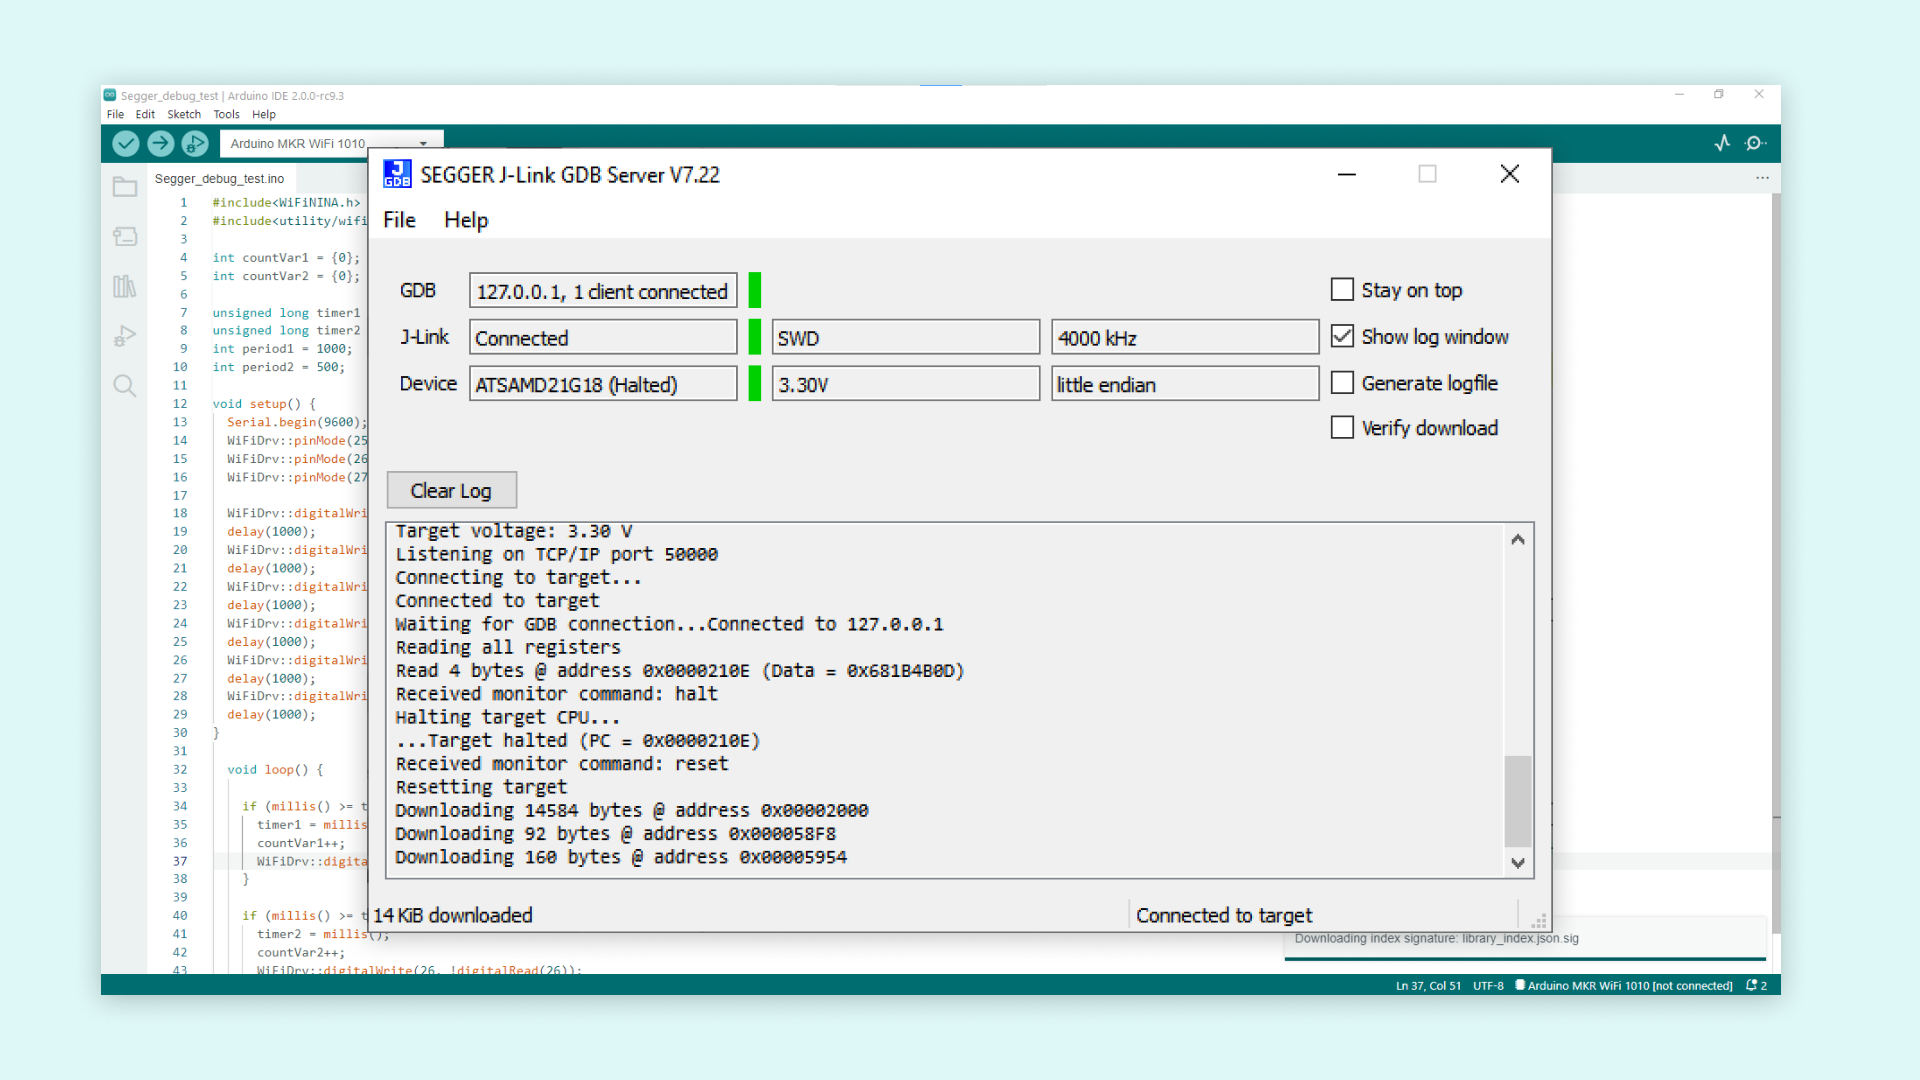 Segger_debug_test | Arduino IDE 2.0.0-rc9.3
File Edit Sketch Tools Help
Arduino MKR WiFi 1010
Segger_debug_test.ino
1 #include<WiFiNINA.h>
2 #include<utility/wifi
3
4 int countVar1 = {0};
5 int countVar2 = {0};
6
7 unsigned long timer1
8 unsigned long timer2
9 int period1 = 1000;
10 int period2 = 500;
11
12 void setup() {
13 Serial.begin(9600);
14 WiFiDrv::pinMode(25
15 WiFiDrv::pinMode(26
16 WiFiDrv::pinMode(27
17
18 WiFiDrv::digitalWri
19 delay(1000);
20 WiFiDrv::digitalWri
21 delay(1000);
22 WiFiDrv::digitalWri
23 delay(1000);
24 WiFiDrv::digitalWri
25 delay(1000);
26 WiFiDrv::digitalWri
27 delay(1000);
28 WiFiDrv::digitalWri
29 delay(1000);
30 }
31
32 void loop() {
33
34 if (millis() >= t
35 timer1 = millis
36 countVar1++;
37 WiFiDrv::digita
38 }
39
40 if (millis() >= t
41 timer2 = millis();
42 countVar2++;
43 WiFiDrv::digitalWrite(26, !digitalRead(26));
J GDB SEGGER J-Link GDB Server V7.22
File Help
GDB 127.0.0.1, 1 client connected Stay on top
J-Link Connected SWD 4000 kHz Show log window
Device ATSAMD21G18 (Halted) 3.30V little endian Generate logfile
Verify download
Clear Log
Target voltage: 3.30 V
Listening on TCP/IP port 50000
Connecting to target...
Connected to target
Waiting for GDB connection...Connected to 127.0.0.1
Reading all registers
Read 4 bytes @ address 0x0000210E (Data = 0x681B4B0D)
Received monitor command: halt
Halting target CPU...
...Target halted (PC = 0x0000210E)
Received monitor command: reset
Resetting target
Downloading 14584 bytes @ address 0x00002000
Downloading 92 bytes @ address 0x000058F8
Downloading 160 bytes @ address 0x00005954
14 KiB downloaded Connected to target
Downloading index signature: library_index.json.sig
Ln 37, Col 51 UTF-8 Arduino MKR WiFi 1010 [not connected] 2